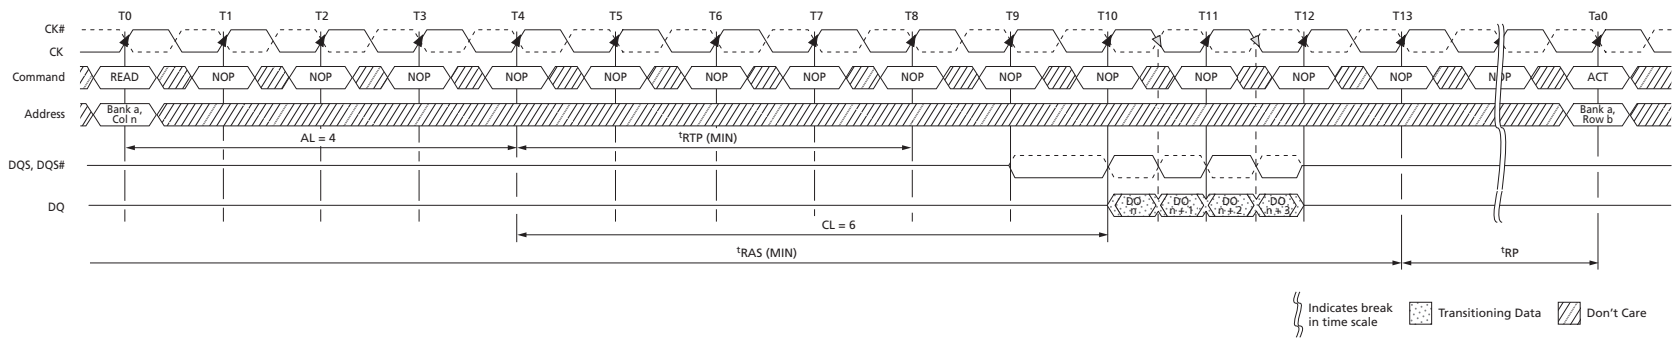 T0 T1 T2 T3 T4 T5 T6 T7 T8 T9 T10 T11 T12 T13 Ta0
CK#
CK
Command READ NOP NOP NOP NOP NOP NOP NOP NOP NOP NOP NOP NOP NOP NOP ACT
Address Bank a, Col n Bank a, Row b
AL = 4 tRTP (MIN)
DQS, DQS#
DQ DO n DO n + 1 DO n + 2 DO n + 3
CL = 6
tRAS (MIN) tRP
Indicates break
in time scale
Transitioning Data
Don't Care